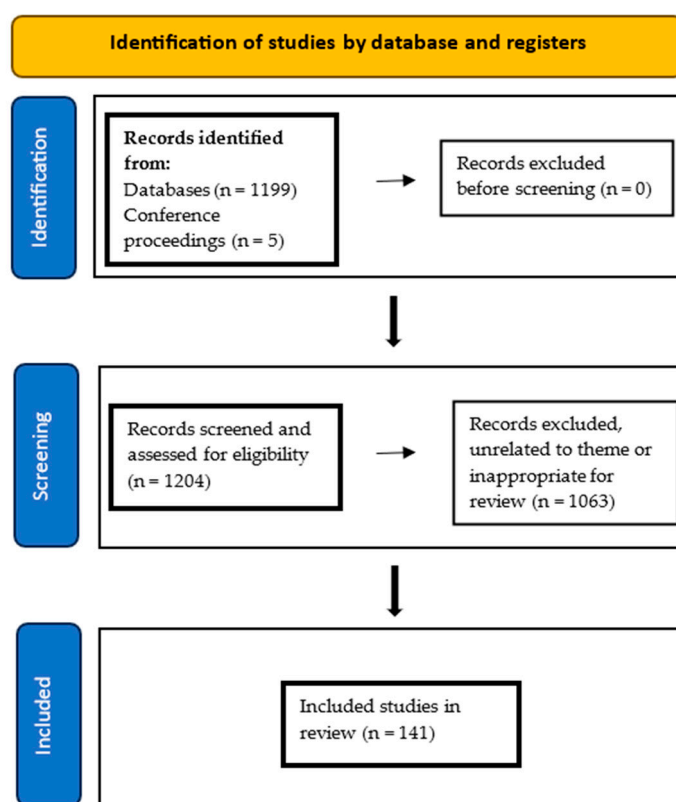 Identification of studies by database and registers
Identification
Records identified
from:
Databases (n = 1199)
Conference
proceedings (n = 5)
Records excluded
before screening (n = 0)
Screening
Records screened and
assessed for eligibility
(n = 1204)
Records excluded,
unrelated to theme or
inappropriate for
review (n = 1063)
Included
Included studies in
review (n = 141)